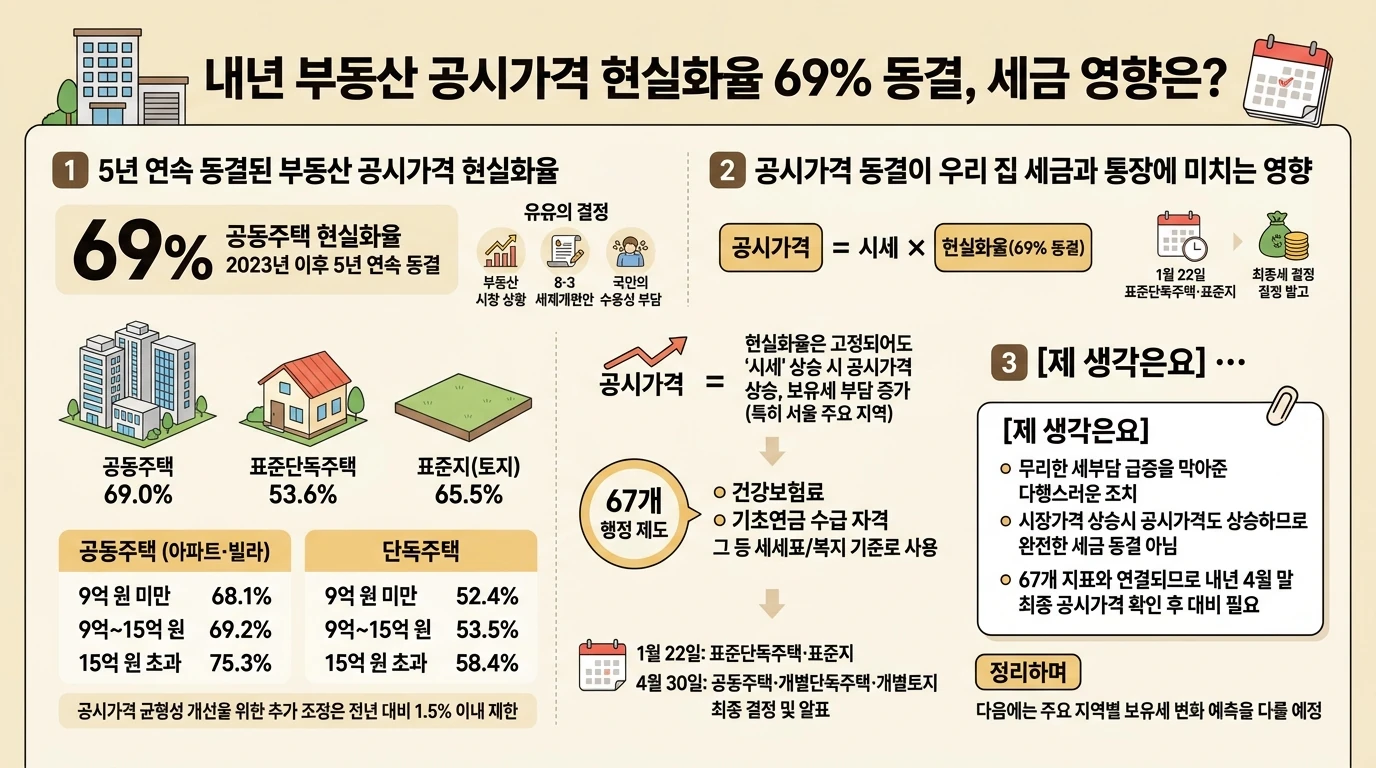 내년 부동산 공시가격 현실화율 69% 동결, 세금 영향은?
1 5년 연속 동결된 부동산 공시가격 현실화율
69%
공동주택 현실화율
2023년 이후 5년 연속 동결
유유의 결정
부동산
시장 상황
8·3
세제개편안
국만의
수용성 부담
공동주택
69.0%
표준단독주택
53.6%
표준지(토지)
65.5%
공동주택 (아파트·빌라)
9억 원 미만 68.1%
9억~15억 원 69.2%
15억 원 초과 75.3%
단독주택
9억 원 미만 52.4%
9억~15억 원 53.5%
15억 원 초과 58.4%
공시가격 균형성 개선울 위한 추가 조정은 전년 대비 1.5% 이내 제한
2 공시가격 동결이 우리 집 세금과 통장에 미치는 영향
공시가격 = 시세 × 현실화율(69% 동결)
1월 22일
표준단독주택·표준지
최종세 결정
공시가격 =
현실화율은 고정되어도
‘시세’ 상승 시 공시가격
상승, 보유세 부담 증가
(특히 서울 주요 지역)
67개
행정 제도
건강보험료
기초연금 수급 자격
그 등 세세표/복지 기준로 사용
1월 22일: 표준단독주택·표준지
4월 30일: 공동주택·개별단독주택·개별토지
최종 결정 및 알표
3 [제 생각은요] ···
[제 생각은요]
무리한 세부담 급증을 막아준
다행스러운 조치
시장가격 상승시 공시가격도 상승하므로
완전한 세금 동결 아님
67개 지표와 연결되므로 내년 4월 말
최종 공시가격 확인 후 대비 필요
정리하며
다음에는 주요 지역별 보유세 변화 예측을 다룰 예정